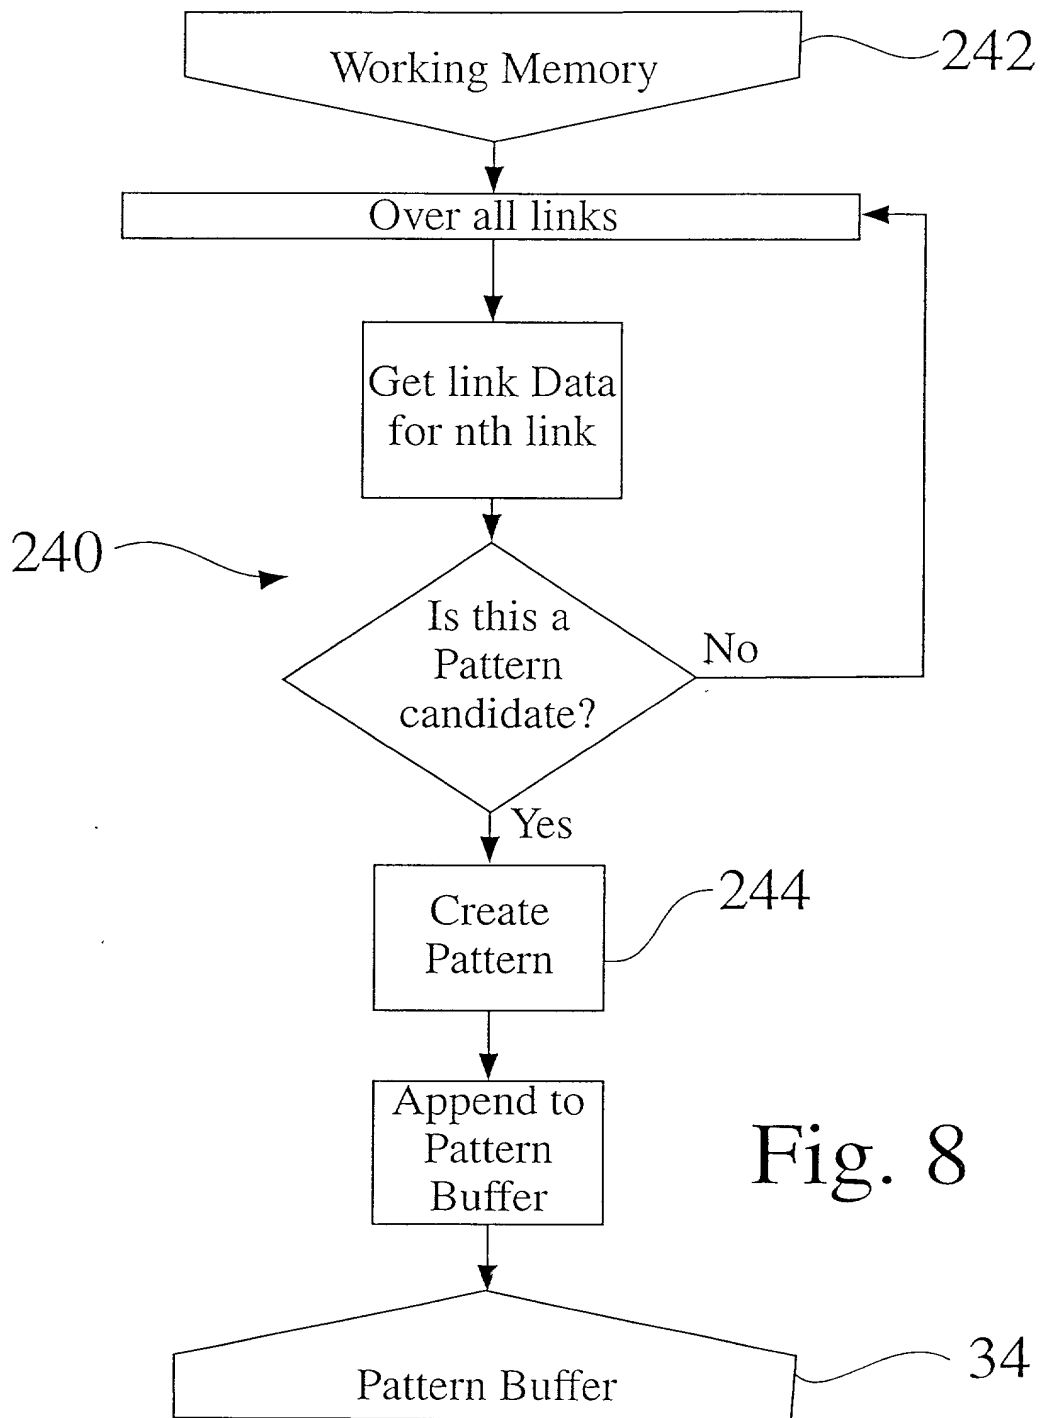 Working Memory
242
Over all links
Get link Data
for nth link
240
Is this a
Pattern
candidate?
No
Yes
Create
Pattern
244
Append to
Pattern
Buffer
Fig. 8
Pattern Buffer
34